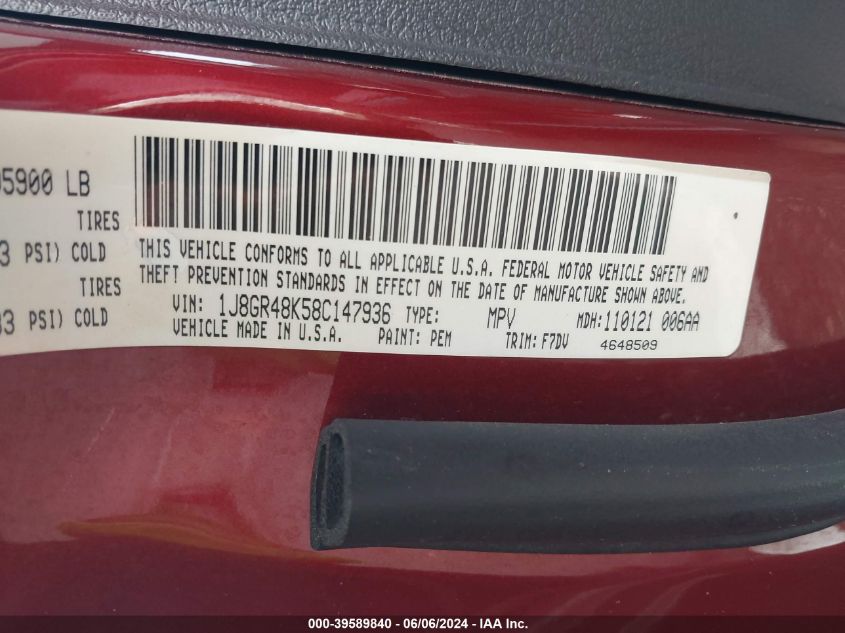 05900 LB
TIRES
3 PSI) COLD
TIRES
33 PSI) COLD
THIS VEHICLE CONFORMS TO ALL APPLICABLE U.S.A. FEDERAL MOTOR VEHICLE SAFETY AND
THEFT PREVENTION STANDARDS IN EFFECT ON THE DATE OF MANUFACTURE SHOWN ABOVE.
VIN: 1J8GR48K58C147936 TYPE: MPV MDH: 110121 006AA
VEHICLE MADE IN U.S.A. PAINT: PEM TRIM: F7DV 4648509
000-39589840 - 06/06/2024 - IAA Inc.